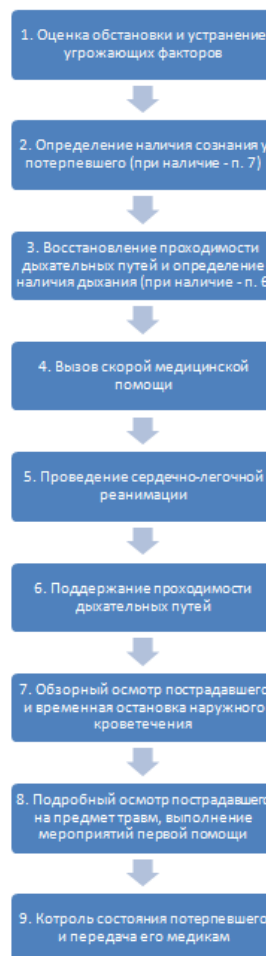 1. Оценка обстановки и устранение
угрожающих факторов
2. Определение наличия сознания у
потерпевшего (при наличие - п. 7)
3. Восстановление проходимости
дыхательных путей и определение
наличия дыхания (при наличие - п. 6
4. Вызов скорой медицинской
помощи
5. Проведение сердечно-легочной
реанимации
6. Поддержание проходимости
дыхательных путей
7. Обзорный осмотр пострадавшего
и временная остановка наружного
кроветечения
8. Подробный осмотр пострадавшего
на предмет травм, выполнение
мероприятий первой помощи
9. Котроль состояния потерпевшего
и передача его медикам